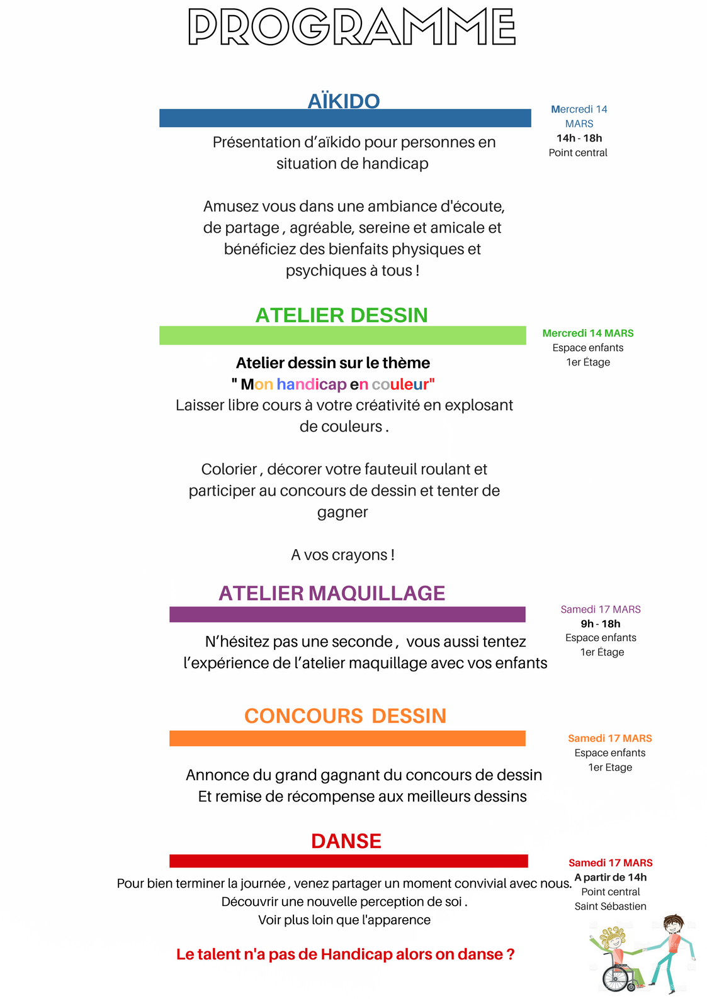 PROGRAMME
AÏKIDO
Mercredi 14
MARS
14h - 18h
Point central
Présentation d’aïkido pour personnes en
situation de handicap
Amusez vous dans une ambiance d'écoute,
de partage , agréable, sereine et amicale et
bénéficiez des bienfaits physiques et
psychiques à tous !
ATELIER DESSIN
Mercredi 14 MARS
Espace enfants
1er Étage
Atelier dessin sur le thème
" Mon handicap en couleur"
Laisser libre cours à votre créativité en explosant
de couleurs .
Colorier , décorer votre fauteuil roulant et
participer au concours de dessin et tenter de
gagner
A vos crayons !
ATELIER MAQUILLAGE
Samedi 17 MARS
9h - 18h
Espace enfants
1er Étage
N’hésitez pas une seconde , vous aussi tentez
l’expérience de l’atelier maquillage avec vos enfants
CONCOURS DESSIN
Samedi 17 MARS
Espace enfants
1er Etage
Annonce du grand gagnant du concours de dessin
Et remise de récompense aux meilleurs dessins
DANSE
Samedi 17 MARS
A partir de 14h
Point central
Saint Sébastien
Pour bien terminer la journée , venez partager un moment convivial avec nous.
Découvrir une nouvelle perception de soi .
Voir plus loin que l'apparence
Le talent n'a pas de Handicap alors on danse ?